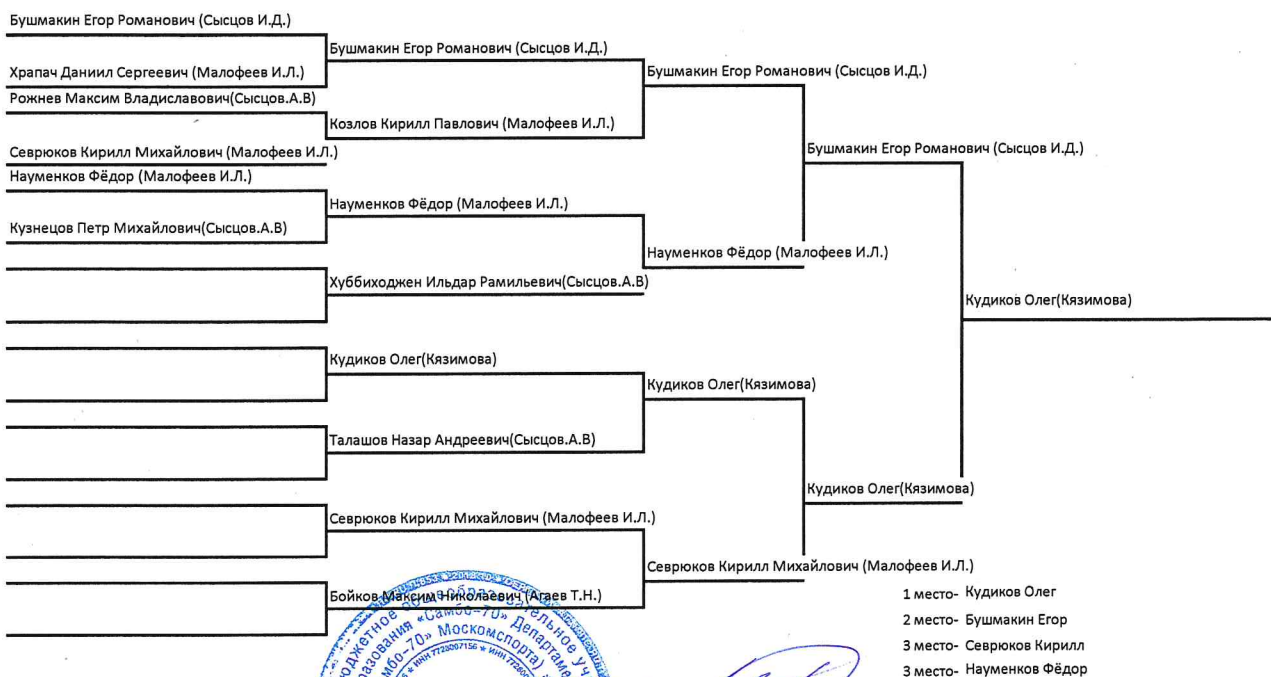 Бушмакин Егор Романович (Сысцов И.Д.)
Храпач Даниил Сергеевич (Малофеев И.Л.)
Рожнев Максим Владиславович(Сысцов.А.В)
Севрюков Кирилл Михайлович (Малофеев И.Л.)
Науменков Фёдор (Малофеев И.Л.)
Кузнецов Петр Михайлович(Сысцов.А.В)
Бушмакин Егор Романович (Сысцов И.Д.)
Козлов Кирилл Павлович (Малофеев И.Л.)
Науменков Фёдор (Малофеев И.Л.)
Хуббиходжен Ильдар Рамильевич(Сысцов.А.В)
Кудиков Олег(Кязимова)
Талашов Назар Андреевич(Сысцов.А.В)
Севрюков Кирилл Михайлович (Малофеев И.Л.)
Бойков Максим Николаевич (Агаев Т.Н.)
Бушмакин Егор Романович (Сысцов И.Д.)
Науменков Фёдор (Малофеев И.Л.)
Кудиков Олег(Кязимова)
Севрюков Кирилл Михайлович (Малофеев И.Л.)
Бушмакин Егор Романович (Сысцов И.Д.)
Кудиков Олег(Кязимова)
Кудиков Олег(Кязимова)
1 место- Кудиков Олег
2 место- Бушмакин Егор
3 место- Севрюков Кирилл
3 место- Науменков Фёдор
«Самбо-70»
Москомспорта)